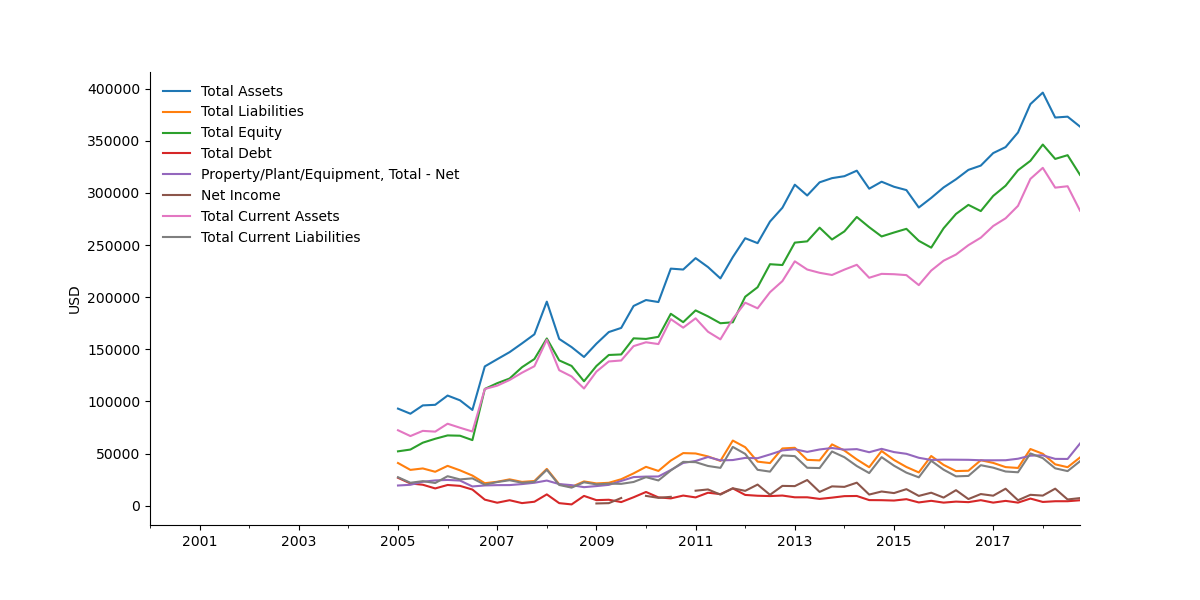 400000
350000
300000
250000
200000
150000
100000
50000
0
USD
Total Assets
Total Liabilities
Total Equity
Total Debt
Property/Plant/Equipment, Total - Net
Net Income
Total Current Assets
Total Current Liabilities
2001 2003 2005 2007 2009 2011 2013 2015 2017